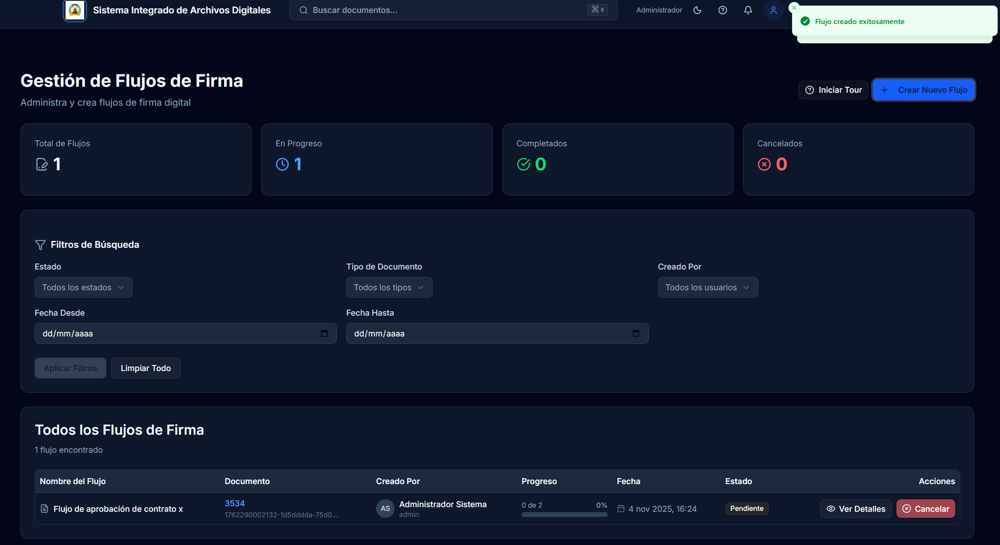 Sistema Integrado de Archivos Digitales
Buscar documentos...
⌘ K
Administrador
Flujo creado exitosamente
Gestión de Flujos de Firma
Administra y crea flujos de firma digital
Iniciar Tour
+ Crear Nuevo Flujo
Total de Flujos
1
En Progreso
1
Completados
0
Cancelados
0
Filtros de Búsqueda
Estado
Todos los estados
Tipo de Documento
Todos los tipos
Creado Por
Todos los usuarios
Fecha Desde
dd/mm/aaaa
Fecha Hasta
dd/mm/aaaa
Aplicar Filtros
Limpiar Todo
Todos los Flujos de Firma
1 flujo encontrado
Nombre del Flujo Documento Creado Por Progreso Fecha Estado Acciones
Flujo de aprobación de contrato x
3534
1762290002132-1d5dddda-75d0...
AS
Administrador Sistema
admin
0 de 2 0%
4 nov 2025, 16:24
Pendiente
Ver Detalles
Cancelar